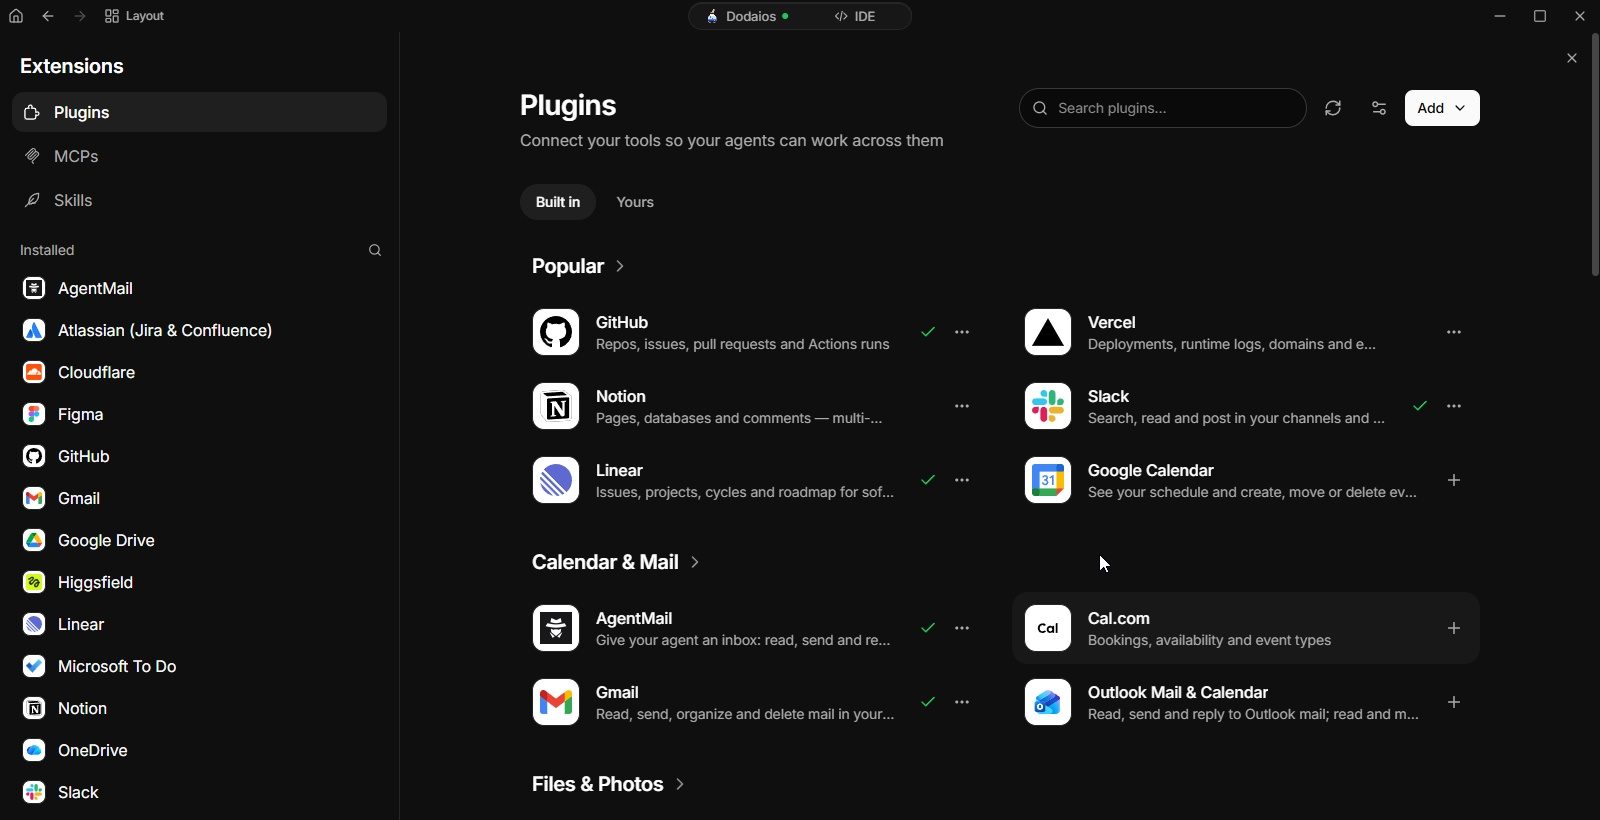 Layout
Dodaios
</> IDE
Extensions
Plugins
MCPs
Skills
Installed
AgentMail
Atlassian (Jira & Confluence)
Cloudflare
Figma
GitHub
Gmail
Google Drive
Higgsfield
Linear
Microsoft To Do
Notion
OneDrive
Slack
Plugins
Connect your tools so your agents can work across them
Search plugins...
Add
Built in
Yours
Popular
GitHub
Repos, issues, pull requests and Actions runs
Vercel
Deployments, runtime logs, domains and e...
Notion
Pages, databases and comments — multi-...
Slack
Search, read and post in your channels and ...
Linear
Issues, projects, cycles and roadmap for sof...
31
Google Calendar
See your schedule and create, move or delete ev...
Calendar & Mail
AgentMail
Give your agent an inbox: read, send and re...
Cal
Cal.com
Bookings, availability and event types
Gmail
Read, send, organize and delete mail in your...
Outlook Mail & Calendar
Read, send and reply to Outlook mail; read and m...
Files & Photos